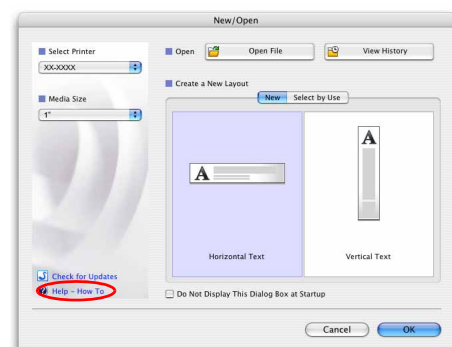 New/Open
Select Printer
XX-XXXX
Media Size
1"
Check for Updates
Help - How To
Open
Open File
View History
Create a New Layout
New
Select by Use
A
Horizontal Text
A
Vertical Text
Do Not Display This Dialog Box at Startup
Cancel
OK